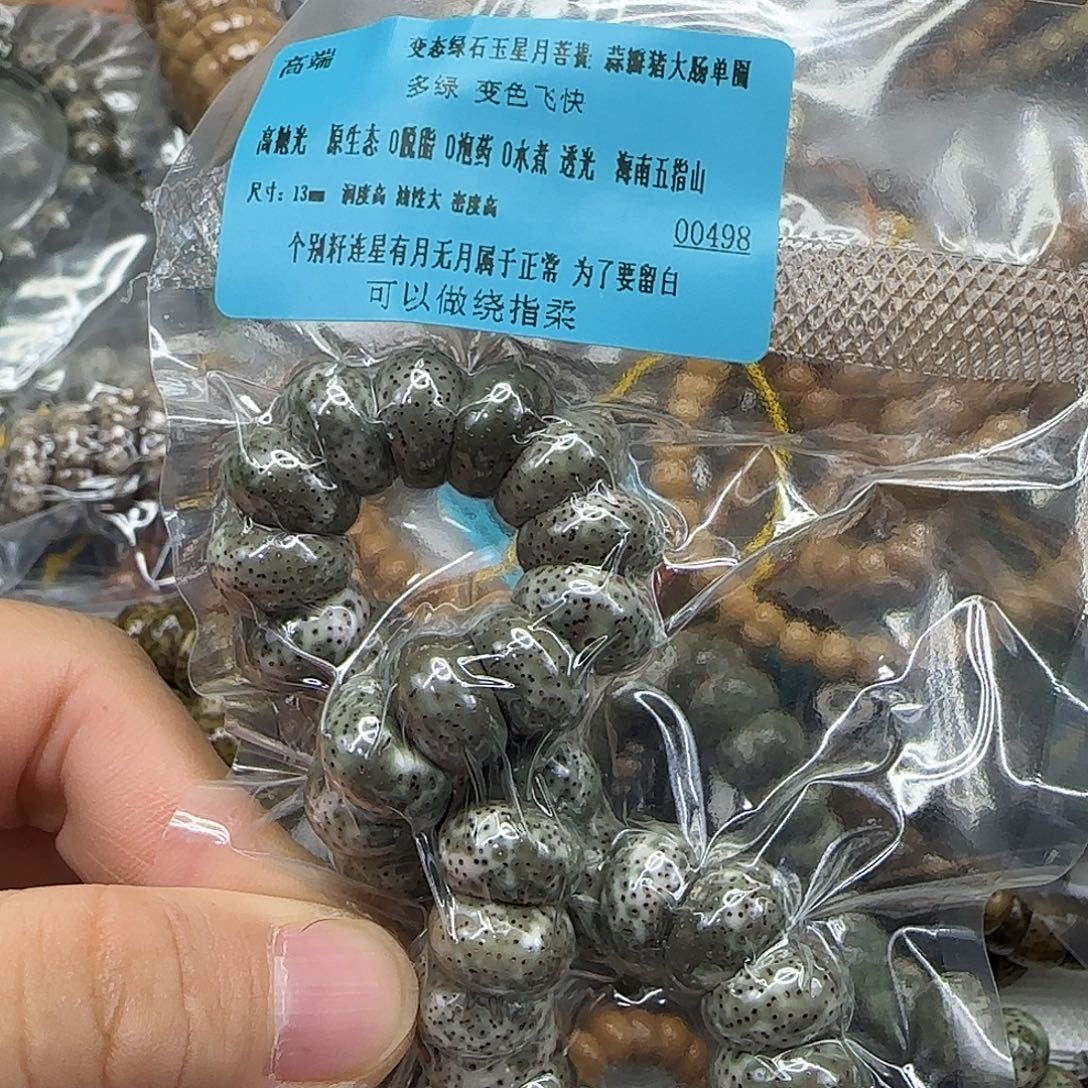 高端 变态绿石玉星月菩提 蒜瓣猪大肠单圈
多绿 变色飞快
高抛光 原生态 0脱脂 0泡药 0水煮 透光 海南五指山
尺寸：13mm 润度高 油性大 密度高
00498
个别籽连星有月无月属于正常 为了要留白
可以做绕指柔